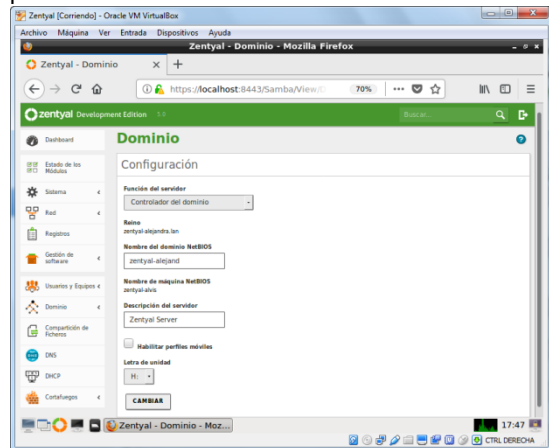 Zentyal [Corriendo] - Oracle VM VirtualBox
Archivo Máquina Ver Entrada Dispositivos Ayuda
Zentyal - Dominio - Mozilla Firefox
Zentyal - Dominio
https://localhost:8443/Samba/View/
70%
zentyal Development Edition
Buscar...
Dashboard
Estado de los
Módulos
Sistema
Red
Registros
Gestión de
software
Usuarios y Equipos
Dominio
Compartición de
Ficheros
DNS
DHCP
Cortafuegos
Dominio
Configuración
Función del servidor
Controlador del dominio
Reino
zentyal-alejandra.lan
Nombre del dominio NetBIOS
zentyal-alejand
Nombre de máquina NetBIOS
zentyal-alvis
Descripción del servidor
Zentyal Server
Habilitar perfiles móviles
Letra de unidad
H:
CAMBIAR
Zentyal - Dominio - Moz...
17:47
CTRL DERECHA